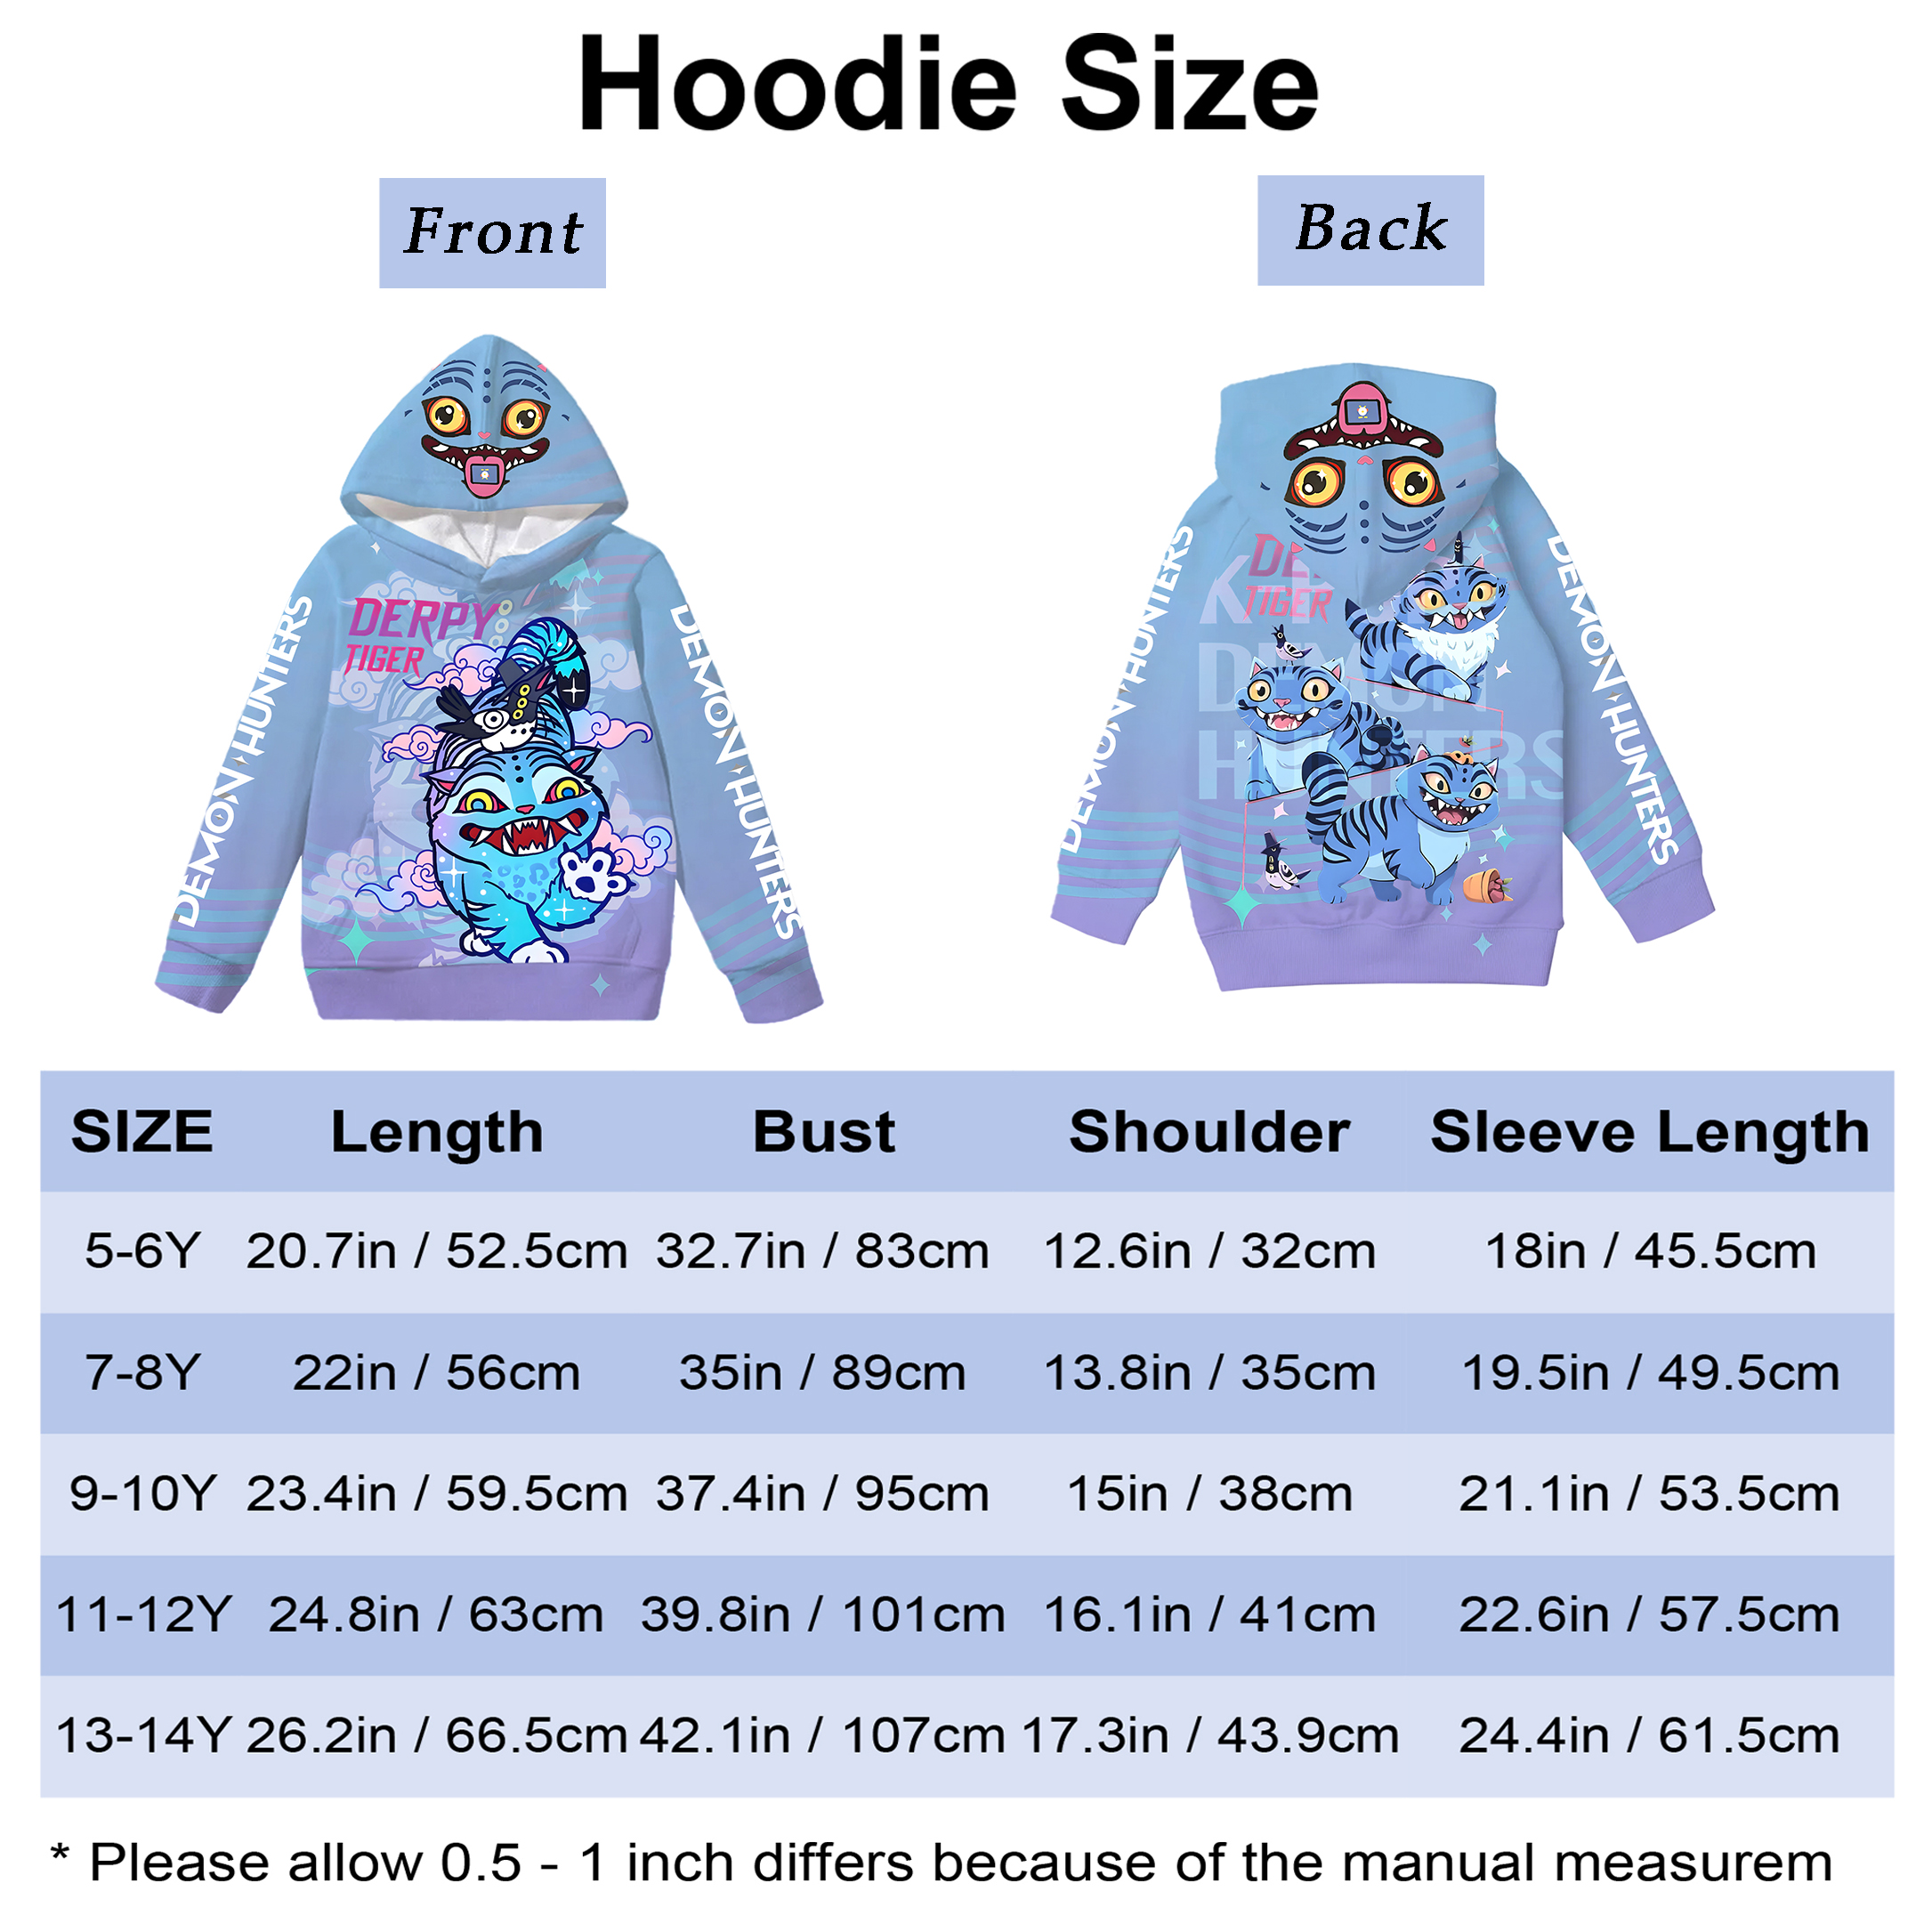 Hoodie Size
Front
Back
DERPY
TIGER
DEMON HUNTERS
DEMON HUNTERS
TIGER
DEMON
HUNTERS
DEMON HUNTERS
DEMON HUNTERS
SIZE Length Bust Shoulder Sleeve Length
5-6Y 20.7in / 52.5cm 32.7in / 83cm 12.6in / 32cm 18in / 45.5cm
7-8Y 22in / 56cm 35in / 89cm 13.8in / 35cm 19.5in / 49.5cm
9-10Y 23.4in / 59.5cm 37.4in / 95cm 15in / 38cm 21.1in / 53.5cm
11-12Y 24.8in / 63cm 39.8in / 101cm 16.1in / 41cm 22.6in / 57.5cm
13-14Y 26.2in / 66.5cm 42.1in / 107cm 17.3in / 43.9cm 24.4in / 61.5cm
* Please allow 0.5 - 1 inch differs because of the manual measurem